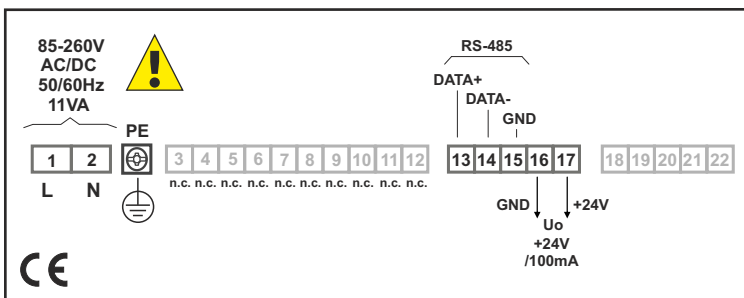 85-260V
AC/DC
50/60Hz
11VA
PE
1 2
L N
3 4 5 6 7 8 9 10 11 12
n.c. n.c. n.c. n.c. n.c. n.c. n.c. n.c. n.c. n.c.
RS-485
DATA+
DATA-
GND
13 14 15 16 17
18 19 20 21 22
GND +24V
Uo
+24V
/100mA
CE